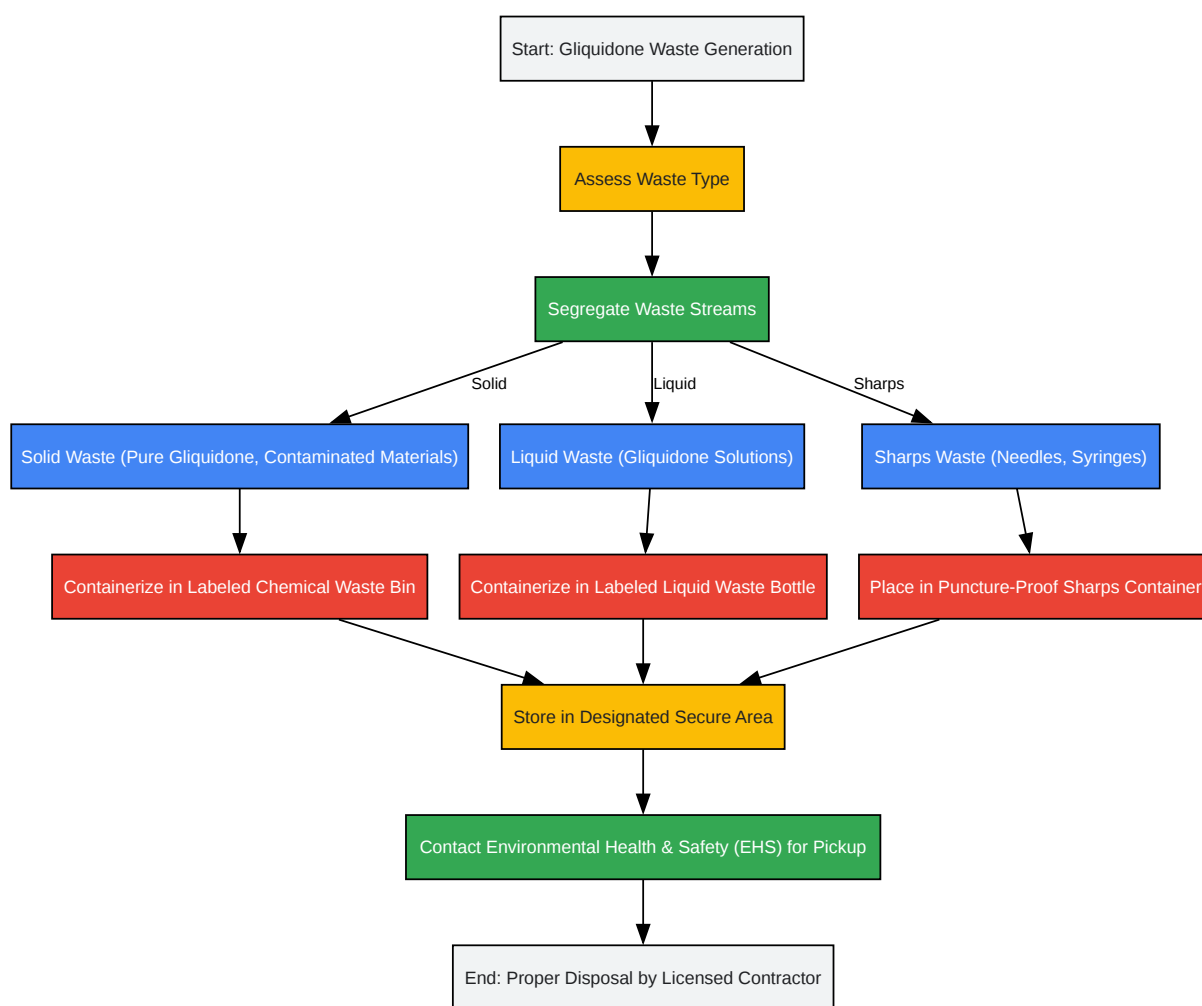 Start: Gliquidone Waste Generation
Assess Waste Type
Segregate Waste Streams
Solid
Liquid
Sharps
Solid Waste (Pure Gliquidone, Contaminated Materials)
Liquid Waste (Gliquidone Solutions)
Sharps Waste (Needles, Syringes)
Containerize in Labeled Chemical Waste Bin
Containerize in Labeled Liquid Waste Bottle
Place in Puncture-Proof Sharps Container
Store in Designated Secure Area
Contact Environmental Health & Safety (EHS) for Pickup
End: Proper Disposal by Licensed Contractor